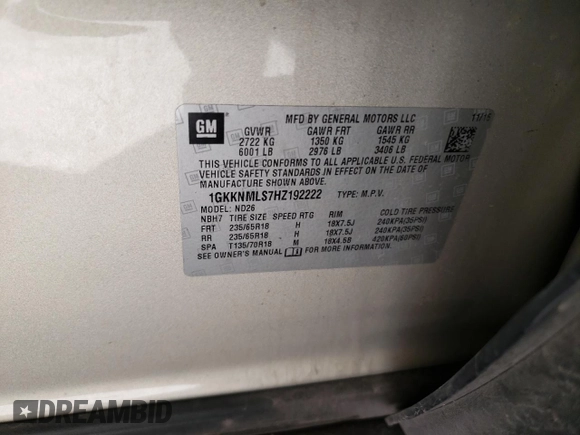 GM
MFD BY GENERAL MOTORS LLC 11/16
GVWR GAWR FRT GAWR RR
2722 KG 1350 KG 1545 KG
6001 LB 2976 LB 3406 LB
THIS VEHICLE CONFORMS TO ALL APPLICABLE U.S. FEDERAL MOTOR
VEHICLE SAFETY STANDARDS IN EFFECT ON THE DATE OF
MANUFACTURE SHOWN ABOVE.
1GKKNMLS7HZ192222 TYPE: M.P.V.
MODEL: ND26
NBH7 TIRE SIZE SPEED RTG RIM COLD TIRE PRESSURE
FRT 235/65R18 H 18X7.5J 240KPA(35PSI)
RR 235/65R18 H 18X7.5J 240KPA(35PSI)
SPA T135/70R18 M 18X4.5B 420KPA(60PSI)
SEE OWNER'S MANUAL
DREAMBID